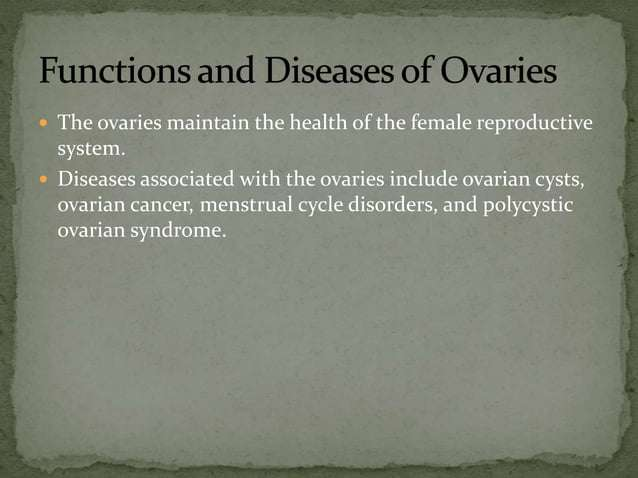 Functions and Diseases of Ovaries
• The ovaries maintain the health of the female reproductive
system.
• Diseases associated with the ovaries include ovarian cysts,
ovarian cancer, menstrual cycle disorders, and polycystic
ovarian syndrome.